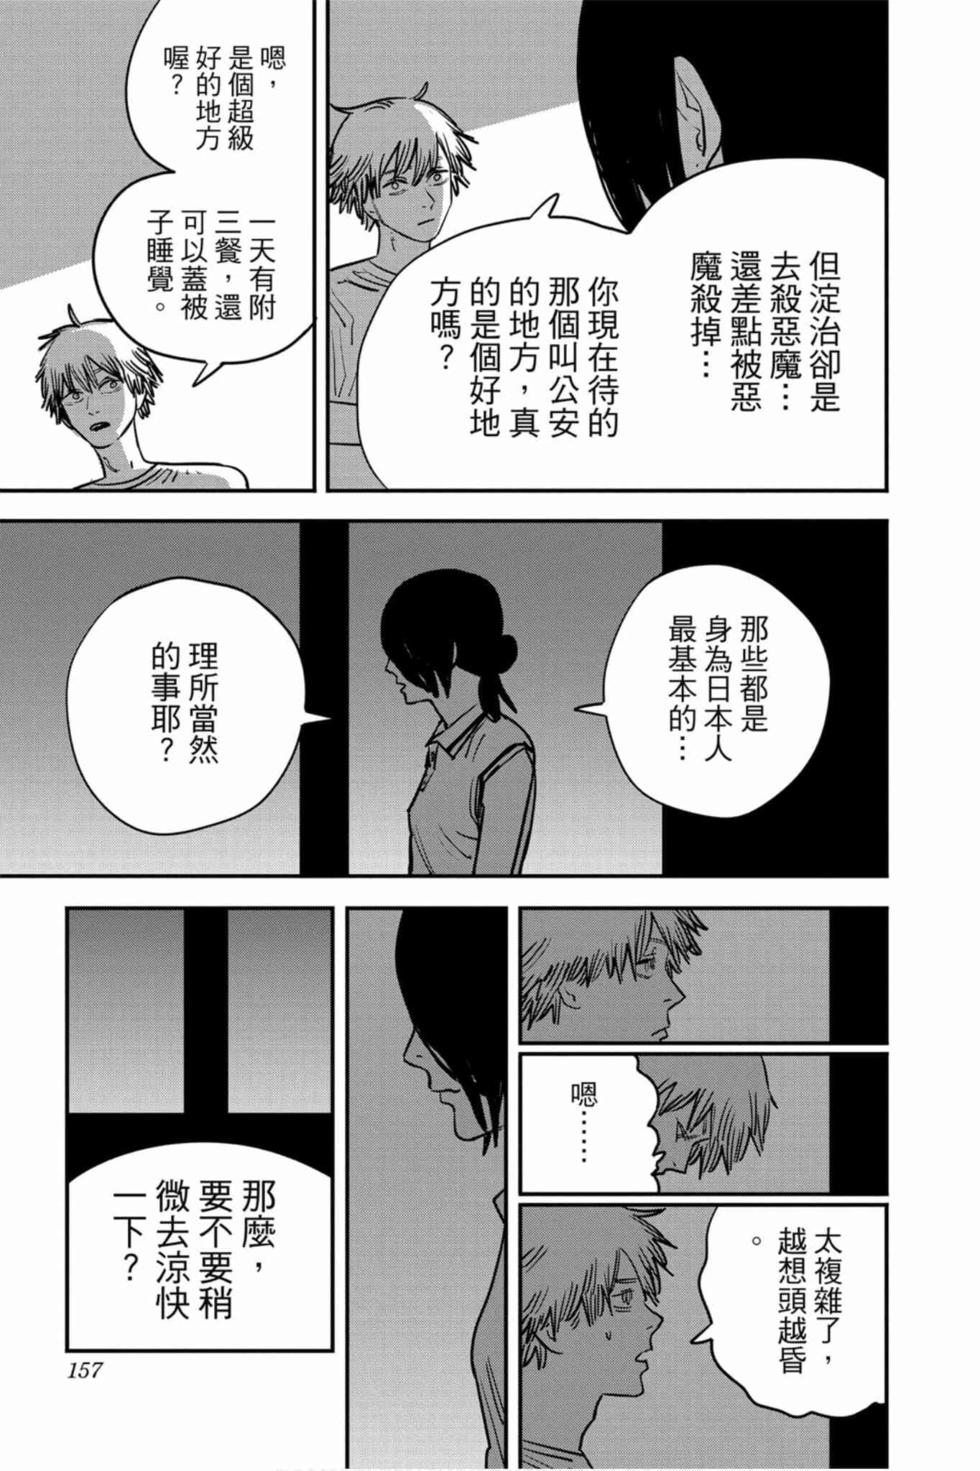 但淀治卻是
去殺惡魔…
還差點被惡
魔殺掉…
你現在待的
那個叫公安
的地方，真
的是個好地
方嗎？
嗯，
是個超級
好的地方
喔？
一天有附
三餐，還
可以蓋被
子睡覺。
那些都是
身為日本人
最基本的…
理所當然
的事耶？
嗯……
太複雜了，
越想頭越昏
。
那麼，
要不要稍
微去涼快
一下？
157